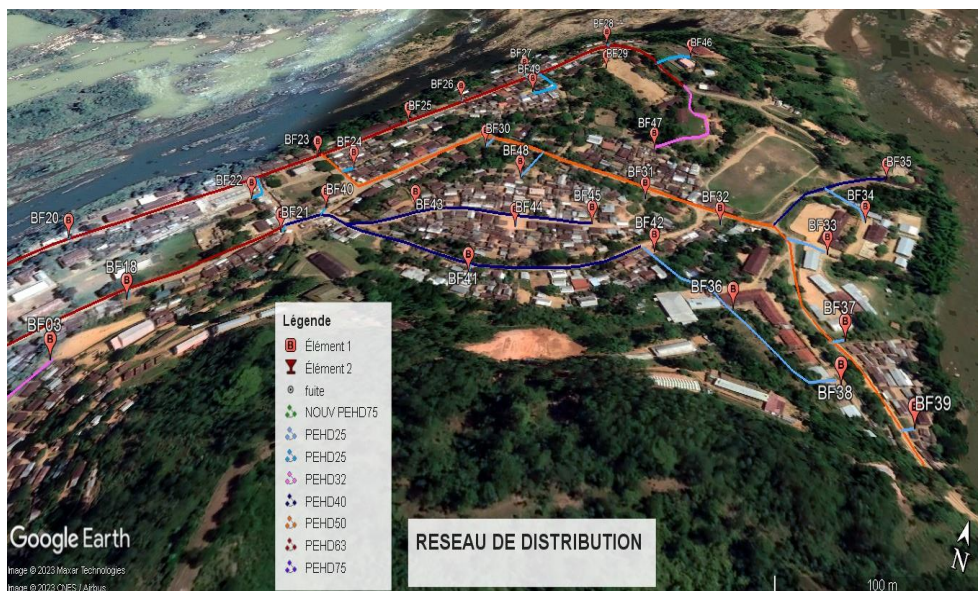 BF28
BF46
BF27
BF29
BF49
BF26
BF25
BF47
BF30
BF23
BF24
BF48
BF35
BF31
BF22
BF40
BF34
BF43
BF45
BF32
BF44
BF20
BF21
BF42
BF33
BF18
BF41
BF36
BF03
BF37
BF38
BF39
Légende
B Élément 1
Élément 2
fuite
NOUV PEHD75
PEHD25
PEHD25
PEHD32
PEHD40
PEHD50
PEHD63
PEHD75
RESEAU DE DISTRIBUTION
Google Earth
Image © 2023 Maxar Technologies
Image © 2023 CNES / Airbus
100 m
N